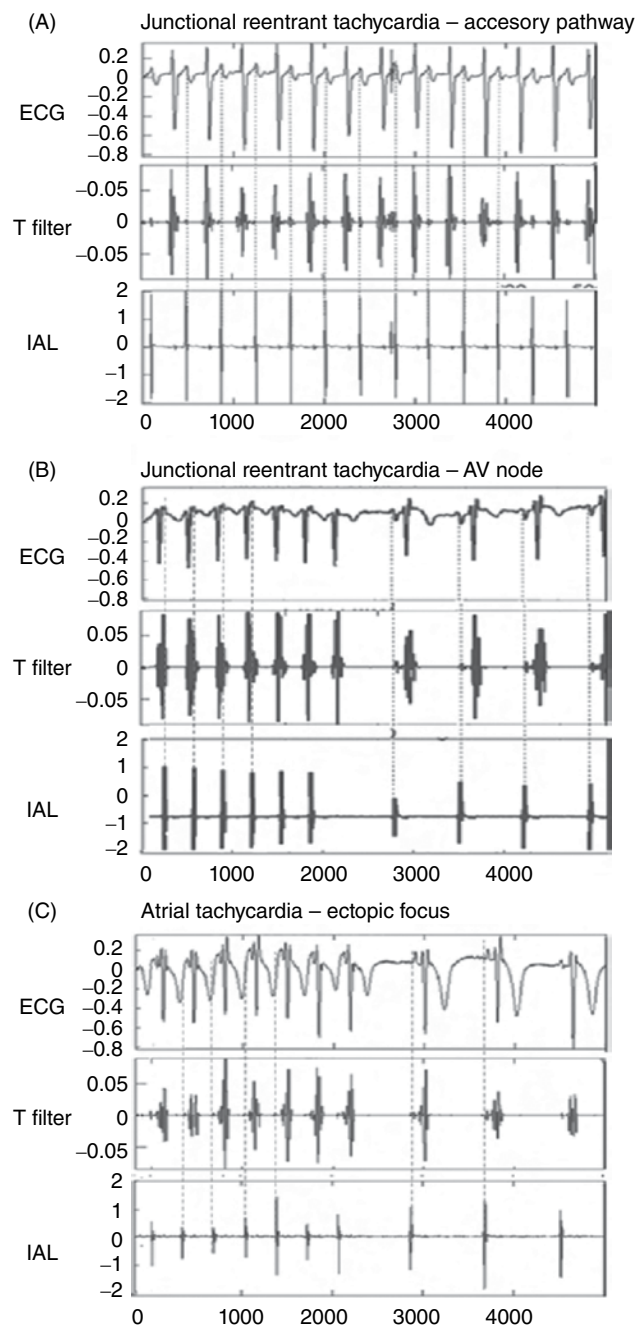 (A) Junctional reentrant tachycardia – accesory pathway
ECG
0.2
0
−0.2
−0.4
−0.6
−0.8
T filter
−0.05
0
−0.05
IAL
2
1
0
−1
−2
0 1000 2000 3000 4000
(B) Junctional reentrant tachycardia – AV node
ECG
0.2
0
−0.2
−0.4
−0.6
−0.8
T filter
0.05
0
−0.05
IAL
2
1
0
−1
−2
0 1000 2000 3000 4000
(C) Atrial tachycardia – ectopic focus
ECG
0.2
0
−0.2
−0.4
−0.6
−0.8
T filter
0.05
0
−0.05
IAL
2
1
0
−1
−2
0 1000 2000 3000 4000